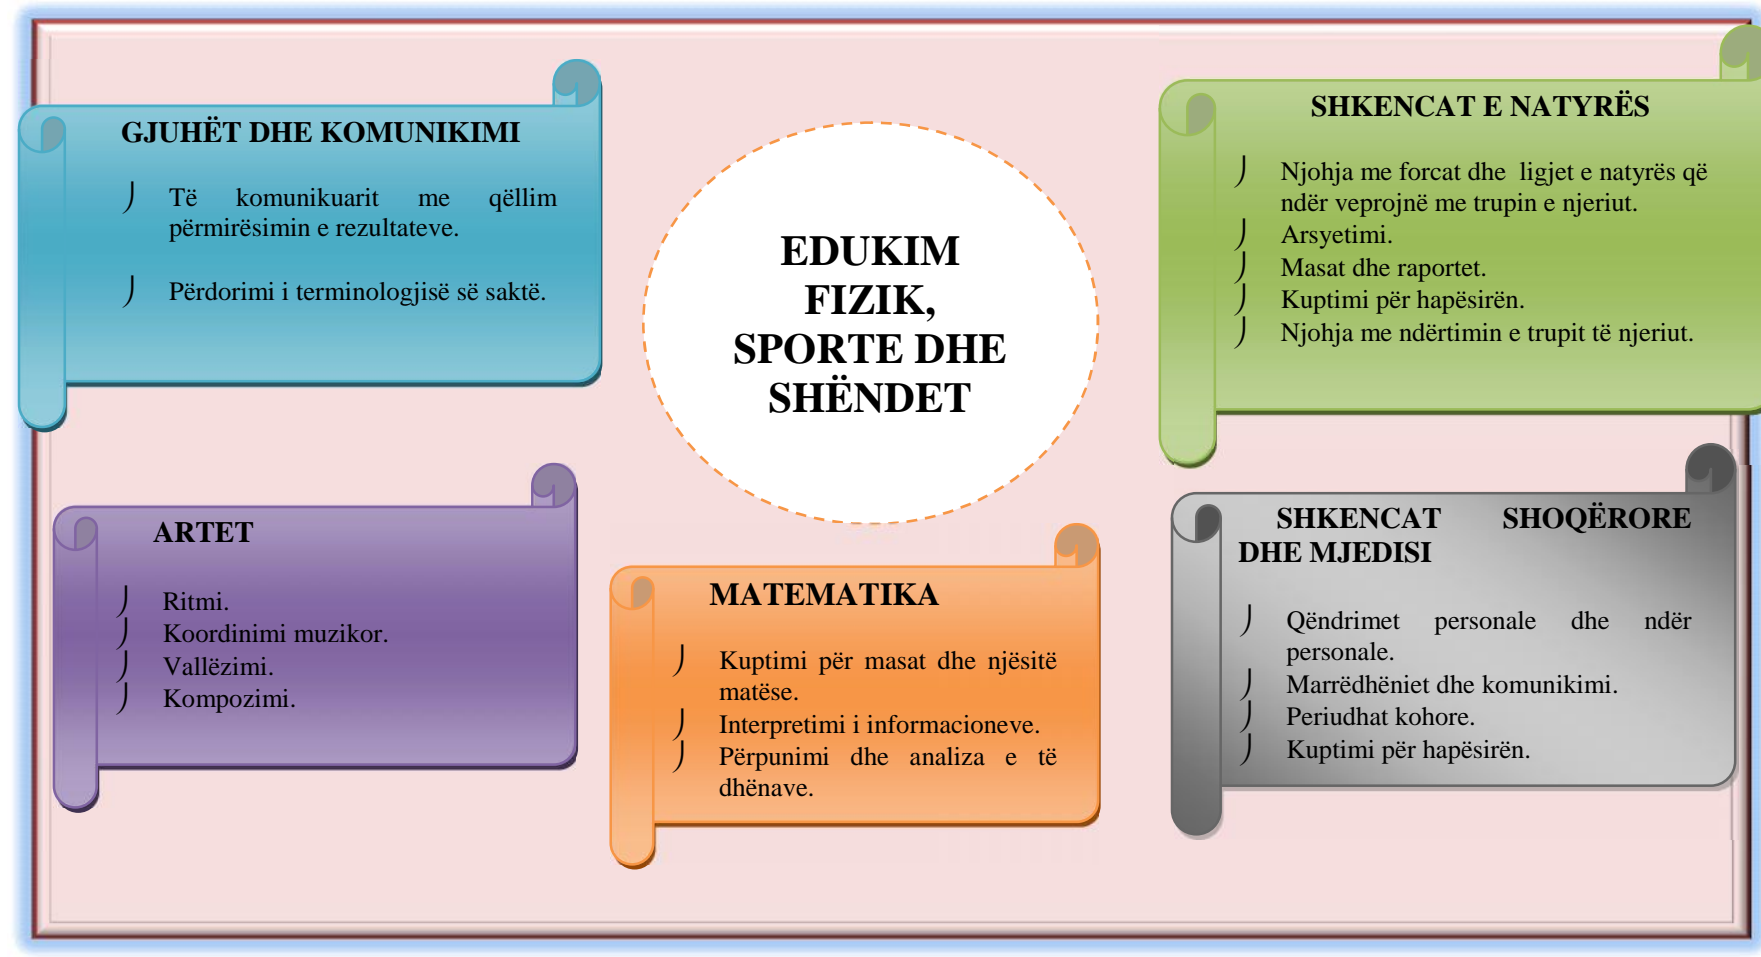 GJUHËT DHE KOMUNIKIMI
Të komunikuarit me qëllim
përmirësimin e rezultateve.
Përdorimi i terminologjisë së saktë.
EDUKIM
FIZIK,
SPORTE DHE
SHËNDET
SHKENCAT E NATYRËS
Njohja me forcat dhe ligjet e natyrës që
ndër veprojnë me trupin e njeriut.
Arsyetimi.
Masat dhe raportet.
Kuptimi për hapësirën.
Njohja me ndërtimin e trupit të njeriut.
ARTET
Ritmi.
Koordinimi muzikor.
Vallëzimi.
Kompozimi.
MATEMATIKA
Kuptimi për masat dhe njësitë
matëse.
Interpretimi i informacioneve.
Përpunimi dhe analiza e të
dhënave.
SHKENCAT SHOQËRORE
DHE MJEDISI
Qëndrimet personale dhe ndër
personale.
Marrëdhëniet dhe komunikimi.
Periudhat kohore.
Kuptimi për hapësirën.